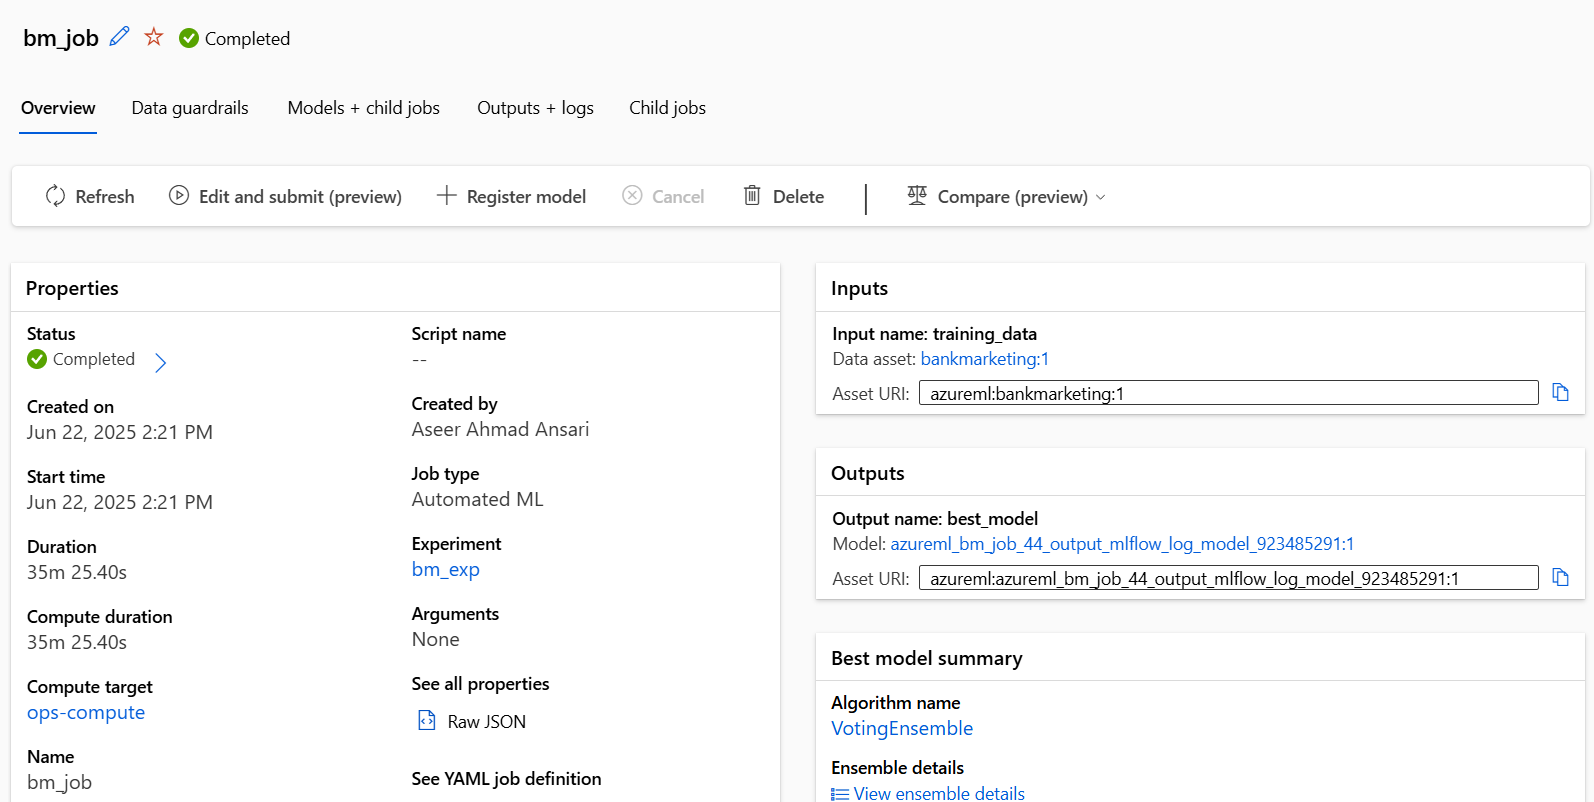 bm_job Completed
Overview Data guardrails Models + child jobs Outputs + logs Child jobs
Refresh Edit and submit (preview) Register model Cancel Delete Compare (preview)
Properties
Status
Completed
Created on
Jun 22, 2025 2:21 PM
Start time
Jun 22, 2025 2:21 PM
Duration
35m 25.40s
Compute duration
35m 25.40s
Compute target
ops-compute
Name
bm_job
Script name
--
Created by
Aseer Ahmad Ansari
Job type
Automated ML
Experiment
bm_exp
Arguments
None
See all properties
Raw JSON
See YAML job definition
Inputs
Input name: training_data
Data asset: bankmarketing:1
Asset URI: azureml:bankmarketing:1
Outputs
Output name: best_model
Model: azureml_bm_job_44_output_mlflow_log_model_923485291:1
Asset URI: azureml:azureml_bm_job_44_output_mlflow_log_model_923485291:1
Best model summary
Algorithm name
VotingEnsemble
Ensemble details
View ensemble details